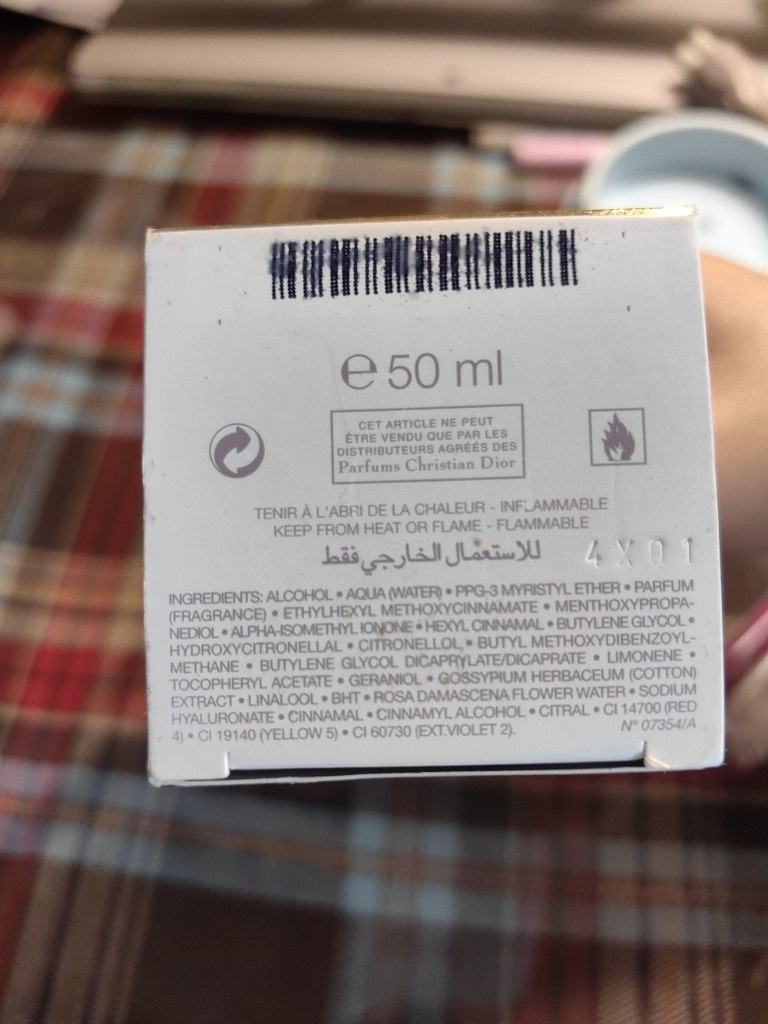 e 50 ml
CET ARTICLE NE PEUT
ÊTRE VENDU QUE PAR LES
DISTRIBUTEURS AGRÉÉS DES
Parfums Christian Dior
TENIR À L'ABRI DE LA CHALEUR - INFLAMMABLE
KEEP FROM HEAT OR FLAME - FLAMMABLE
للاستعمال الخارجي فقط
4X01
INGREDIENTS: ALCOHOL • AQUA (WATER) • PPG-3 MYRISTYL ETHER • PARFUM
(FRAGRANCE) • ETHYLHEXYL METHOXYCINNAMATE • MENTHOXYPROPA-
NEDIOL • ALPHA-ISOMETHYL IONONE • HEXYL CINNAMAL • BUTYLENE GLYCOL •
HYDROXYCITRONELLAL • CITRONELLOL • BUTYL METHOXYDIBENZOYL-
METHANE • BUTYLENE GLYCOL DICAPRYLATE/DICAPRATE • LIMONENE •
TOCOPHERYL ACETATE • GERANIOL • GOSSYPIUM HERBACEUM (COTTON)
EXTRACT • LINALOOL • BHT • ROSA DAMASCENA FLOWER WATER • SODIUM
HYALURONATE • CINNAMAL • CINNAMYL ALCOHOL • CITRAL • CI 14700 (RED
4) • CI 19140 (YELLOW 5) • CI 60730 (EXT.VIOLET 2).
N° 07354/A